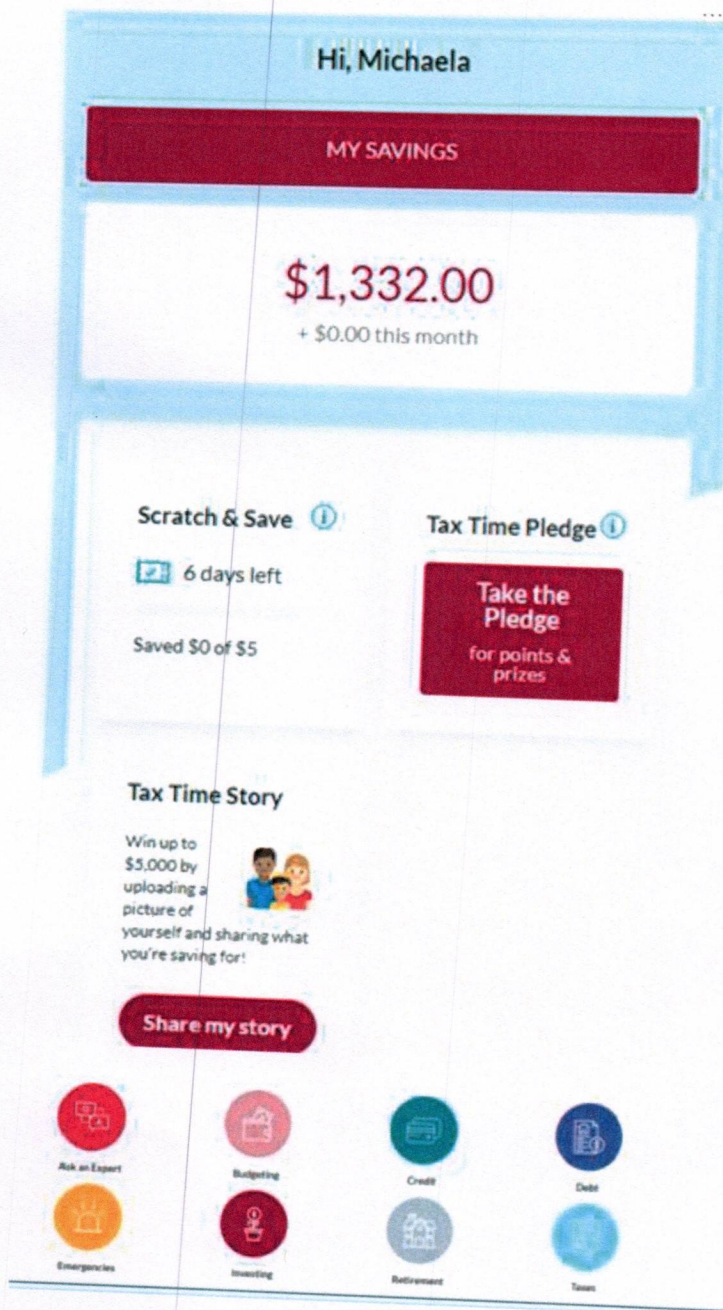 Hi, Michaela
MY SAVINGS
$1,332.00
+ $0.00 this month
Scratch & Save
6 days left
Saved $0 of $5
Tax Time Pledge
Take the
Pledge
for points &
prizes
Tax Time Story
Win up to
$5,000 by
uploading a
picture of
yourself and sharing what
you're saving for!
Share my story
Ask an Expert
Budgeting
Credit
Debt
Emergencies
Investing
Retirement
Taxes